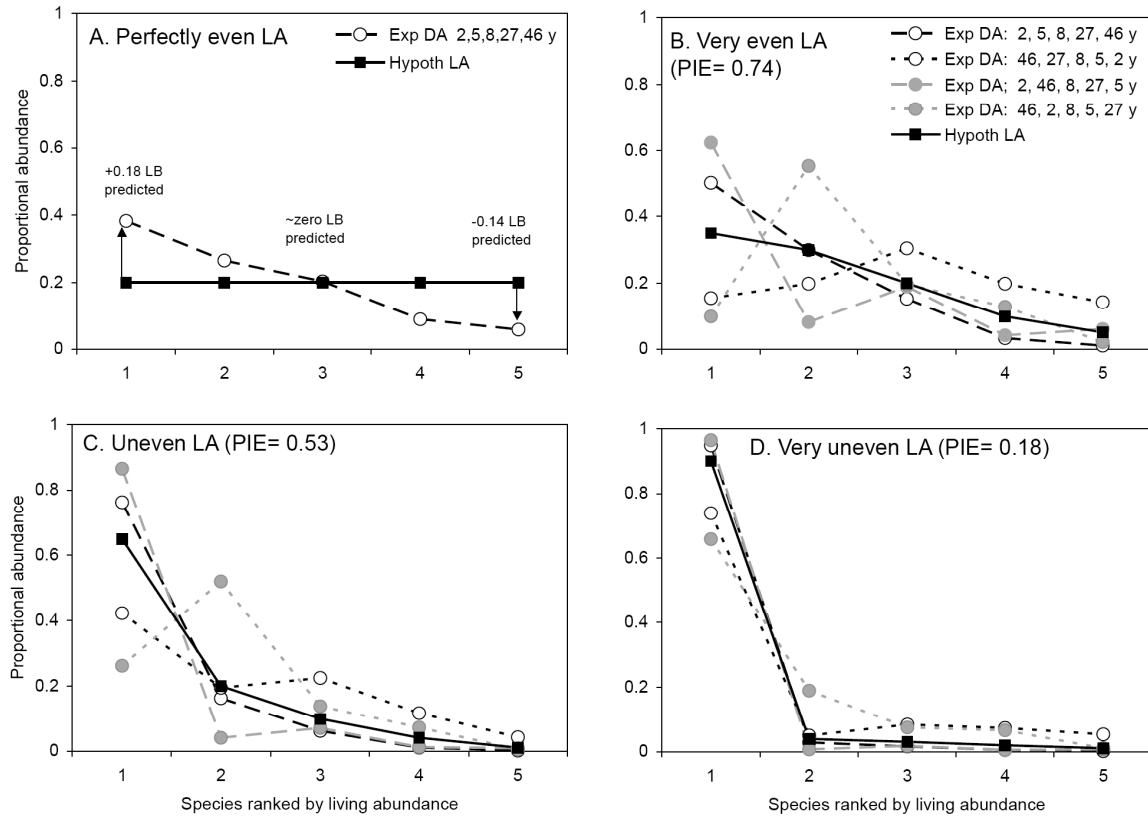 A. Perfectly even LA
Exp DA 2,5,8,27,46 y
Hypoth LA
Proportional abundance
1
0.8
0.6
0.4
0.2
0
+0.18 LB
predicted
~zero LB
predicted
-0.14 LB
predicted
1 2 3 4 5
B. Very even LA
(PIE= 0.74)
Exp DA: 2, 5, 8, 27, 46 y
Exp DA: 46, 27, 8, 5, 2 y
Exp DA; 2, 46, 8, 27, 5 y
Exp DA: 46, 2, 8, 5, 27 y
Hypoth LA
1
0.8
0.6
0.4
0.2
0
1 2 3 4 5
C. Uneven LA (PIE= 0.53)
Proportional abundance
1
0.8
0.6
0.4
0.2
0
1 2 3 4 5
Species ranked by living abundance
D. Very uneven LA (PIE= 0.18)
1
0.8
0.6
0.4
0.2
0
1 2 3 4 5
Species ranked by living abundance